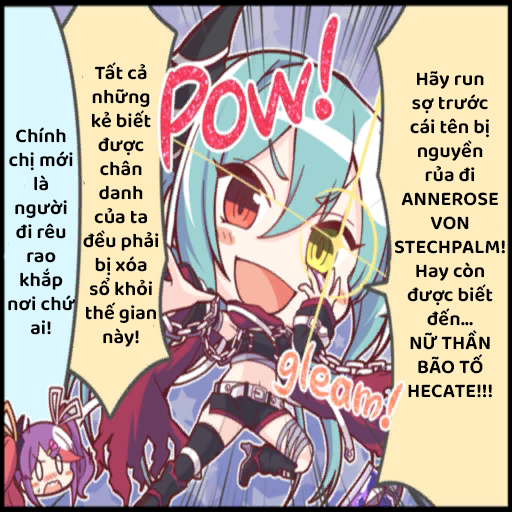 Hãy run
sợ trước
cái tên bị
nguyền
rủa đi
ANNEROSE
VON
STECHPALM!
Hay còn
được biết
đến...
NỮ THẦN
BÃO TỐ
HECATE!!!
POW!
gleam!
Tất cả
những
kẻ biết
được
chân
danh
của ta
đều phải
bị xóa
sổ khỏi
thế gian
này!
Chính
chị mới
là
người
đi rêu
rao
khắp
nơi chứ
ai!